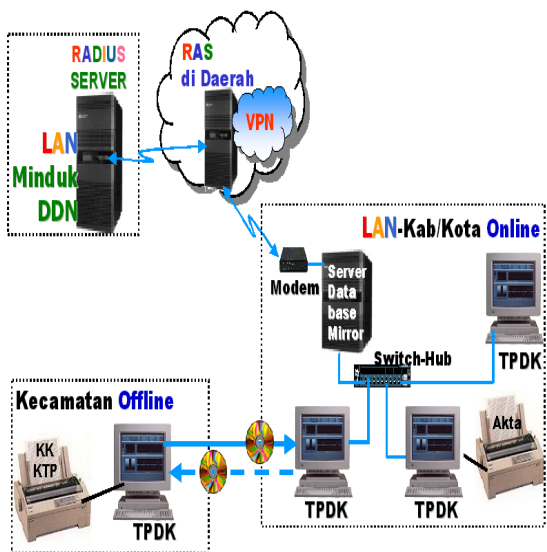 RADIUS
SERVER
LAN
Minduk
DDN
RAS
di Daerah
VPN
LAN-Kab/Kota Online
Modem
Server
Data
base
Mirror
TPDK
Switch-Hub
Akta
TPDK
TPDK
Kecamatan Offline
KK
KTP
TPDK